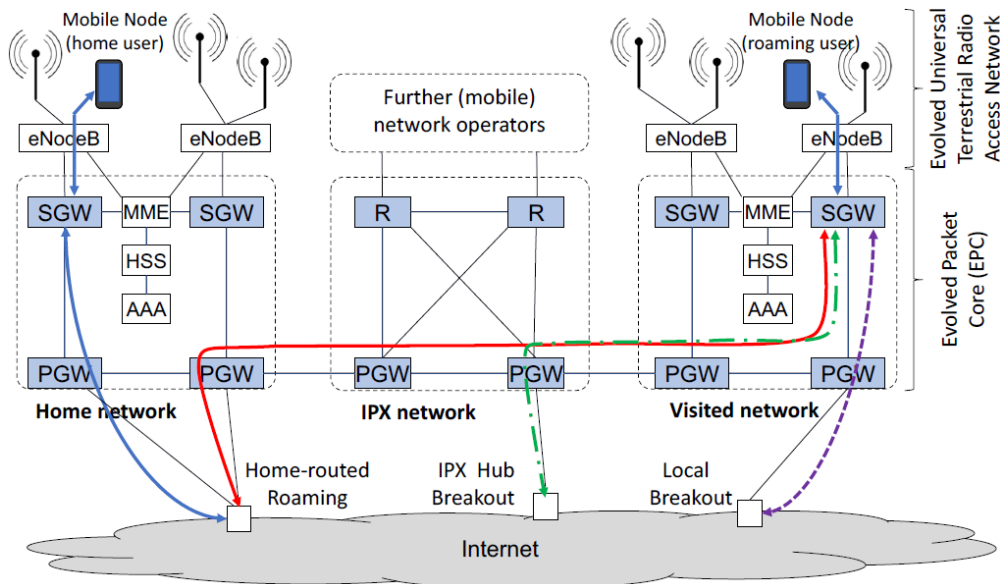 Mobile Node
(home user)
Mobile Node
(roaming user)
Further (mobile)
network operators
eNodeB
eNodeB
eNodeB
eNodeB
Evolved Universal
Terrestrial Radio
Access Network
SGW
MME
SGW
R
R
SGW
MME
SGW
HSS
HSS
AAA
AAA
Evolved Packet
Core (EPC)
PGW
PGW
PGW
PGW
PGW
PGW
Home network
IPX network
Visited network
Home-routed
Roaming
IPX Hub
Breakout
Local
Breakout
Internet